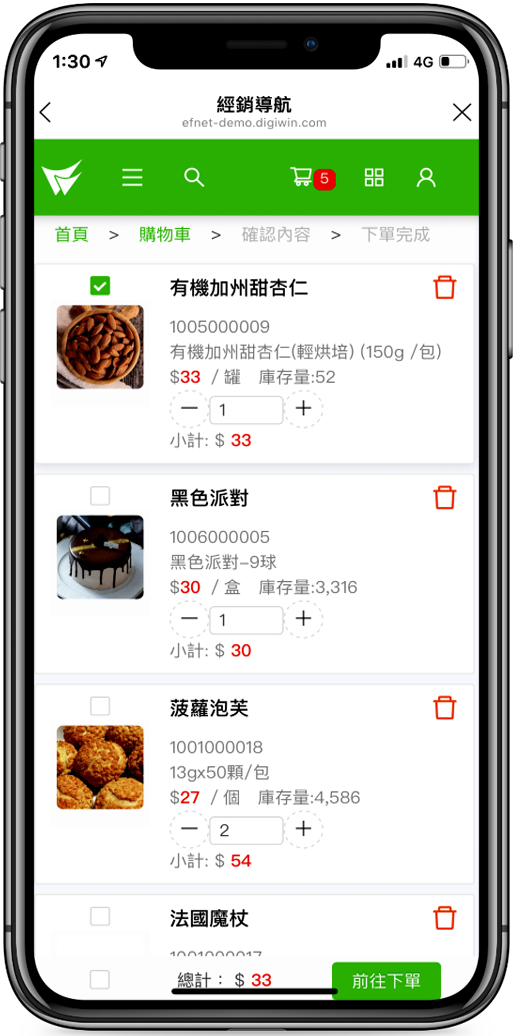 1:30 4G
經銷導航
efnet-demo.digiwin.com
5
首頁 > 購物車 > 確認內容 > 下單完成
有機加州甜杏仁
1005000009
有機加州甜杏仁(輕烘培) (150g /包)
$33 / 罐 庫存量:52
1
小計: $ 33
黑色派對
1006000005
黑色派對-9球
$30 / 盒 庫存量:3,316
1
小計: $ 30
菠蘿泡芙
1001000018
13gx50顆/包
$27 / 個 庫存量:4,586
2
小計: $ 54
法國魔杖
1001000017
總計： $ 33 前往下單